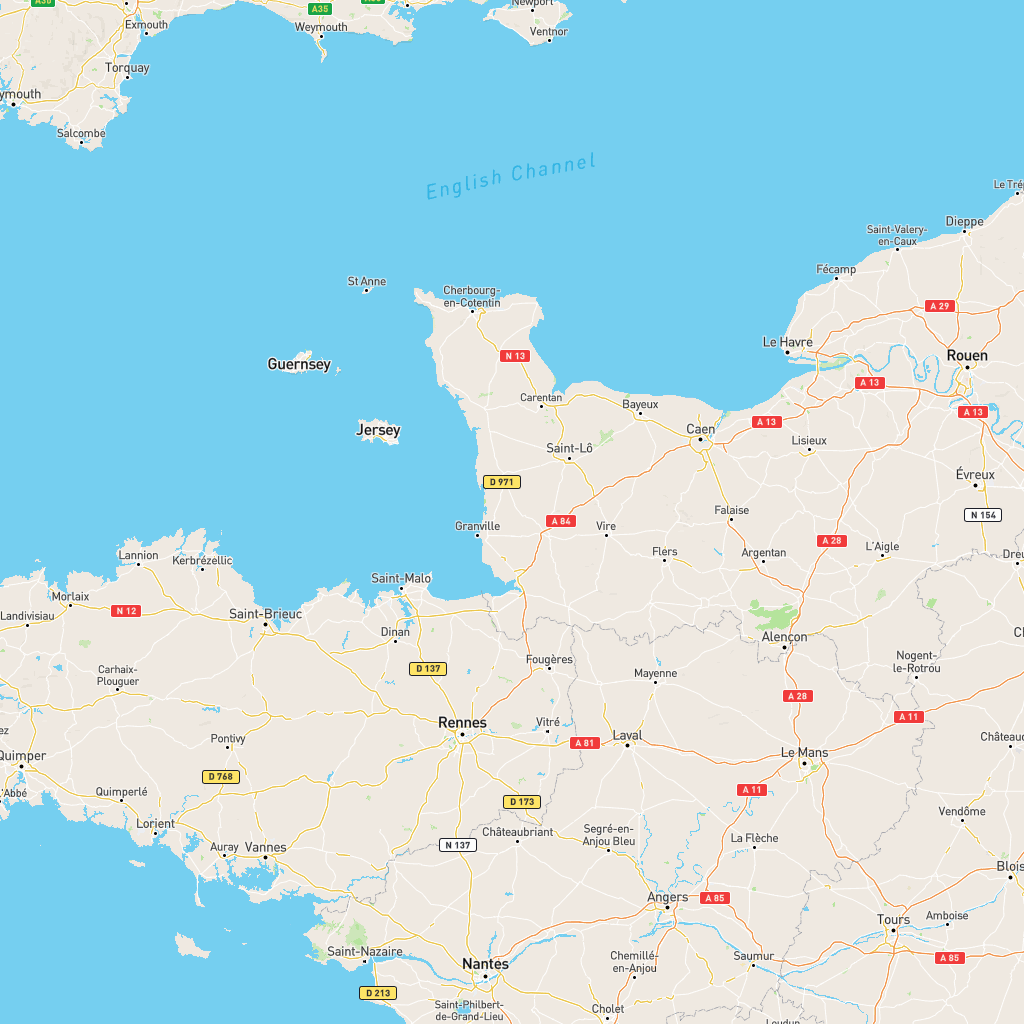 A30
A35
Newport
Exmouth
Weymouth
Ventnor
Torquay
ymouth
Salcombe
English Channel
Le Trép
Dieppe
Saint-Valery-
en-Caux
Fécamp
St Anne
Cherbourg-
en-Cotentin
A 29
Le Havre
N 13
Rouen
Guernsey
A 13
Carentan
Bayeux
A 13
A 13
Jersey
Caen
Lisieux
Saint-Lô
Évreux
D 971
Falaise
N 154
Granville
A 84
Vire
A 28
L'Aigle
Lannion
Kerbrézellic
Flers
Argentan
Dreu
Saint-Malo
Morlaix
N 12
Landivisiau
Saint-Brieuc
Dinan
Alençon
Ch
Fougères
Nogent-
le-Rotrou
D 137
Mayenne
Carhaix-
Plouguer
A 28
A 11
Rennes
Vitré
ez
Pontivy
A 81
Laval
Châteaud
Quimper
Le Mans
D 768
L'Abbé
Quimperlé
A 11
D 173
Lorient
Châteaubriant
Segré-en-
Anjou Bleu
Vendôme
La Flèche
Auray
Vannes
N 137
Blois
Angers
A 85
Tours
Amboise
Saint-Nazaire
Nantes
Chemillé-
en-Anjou
Saumur
A 85
D 213
Saint-Philbert-
de-Grand-Lieu
Cholet
Loudun